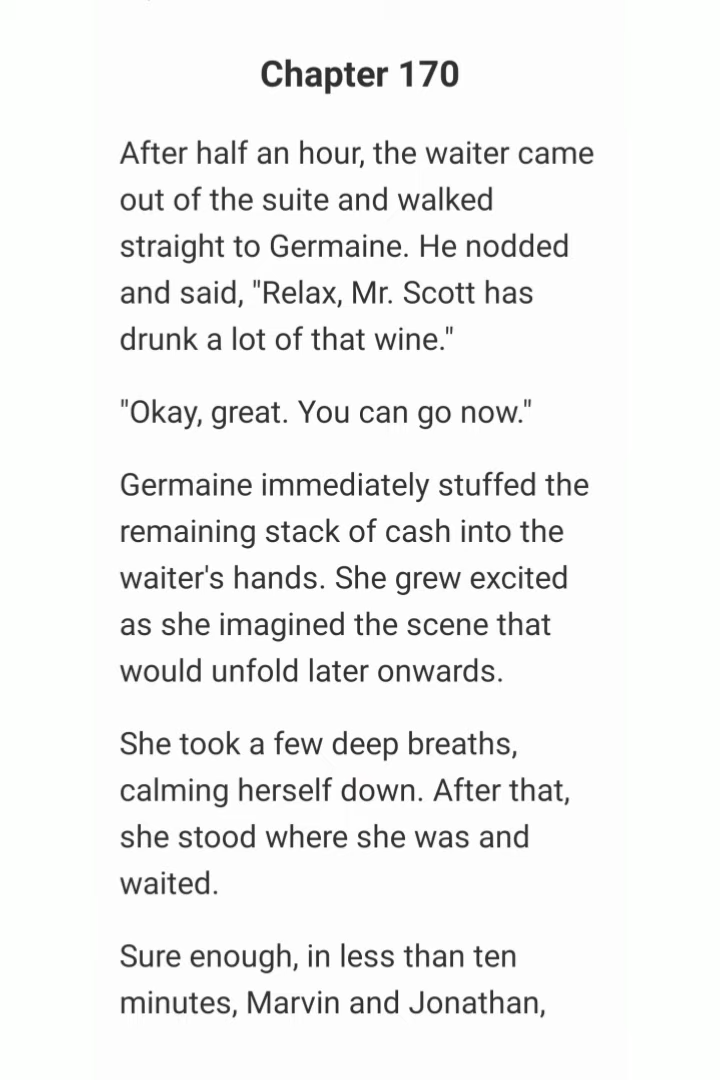 Chapter 170
After half an hour, the waiter came
out of the suite and walked
straight to Germaine. He nodded
and said, "Relax, Mr. Scott has
drunk a lot of that wine."
"Okay, great. You can go now."
Germaine immediately stuffed the
remaining stack of cash into the
waiter's hands. She grew excited
as she imagined the scene that
would unfold later onwards.
She took a few deep breaths,
calming herself down. After that,
she stood where she was and
waited.
Sure enough, in less than ten
minutes, Marvin and Jonathan,